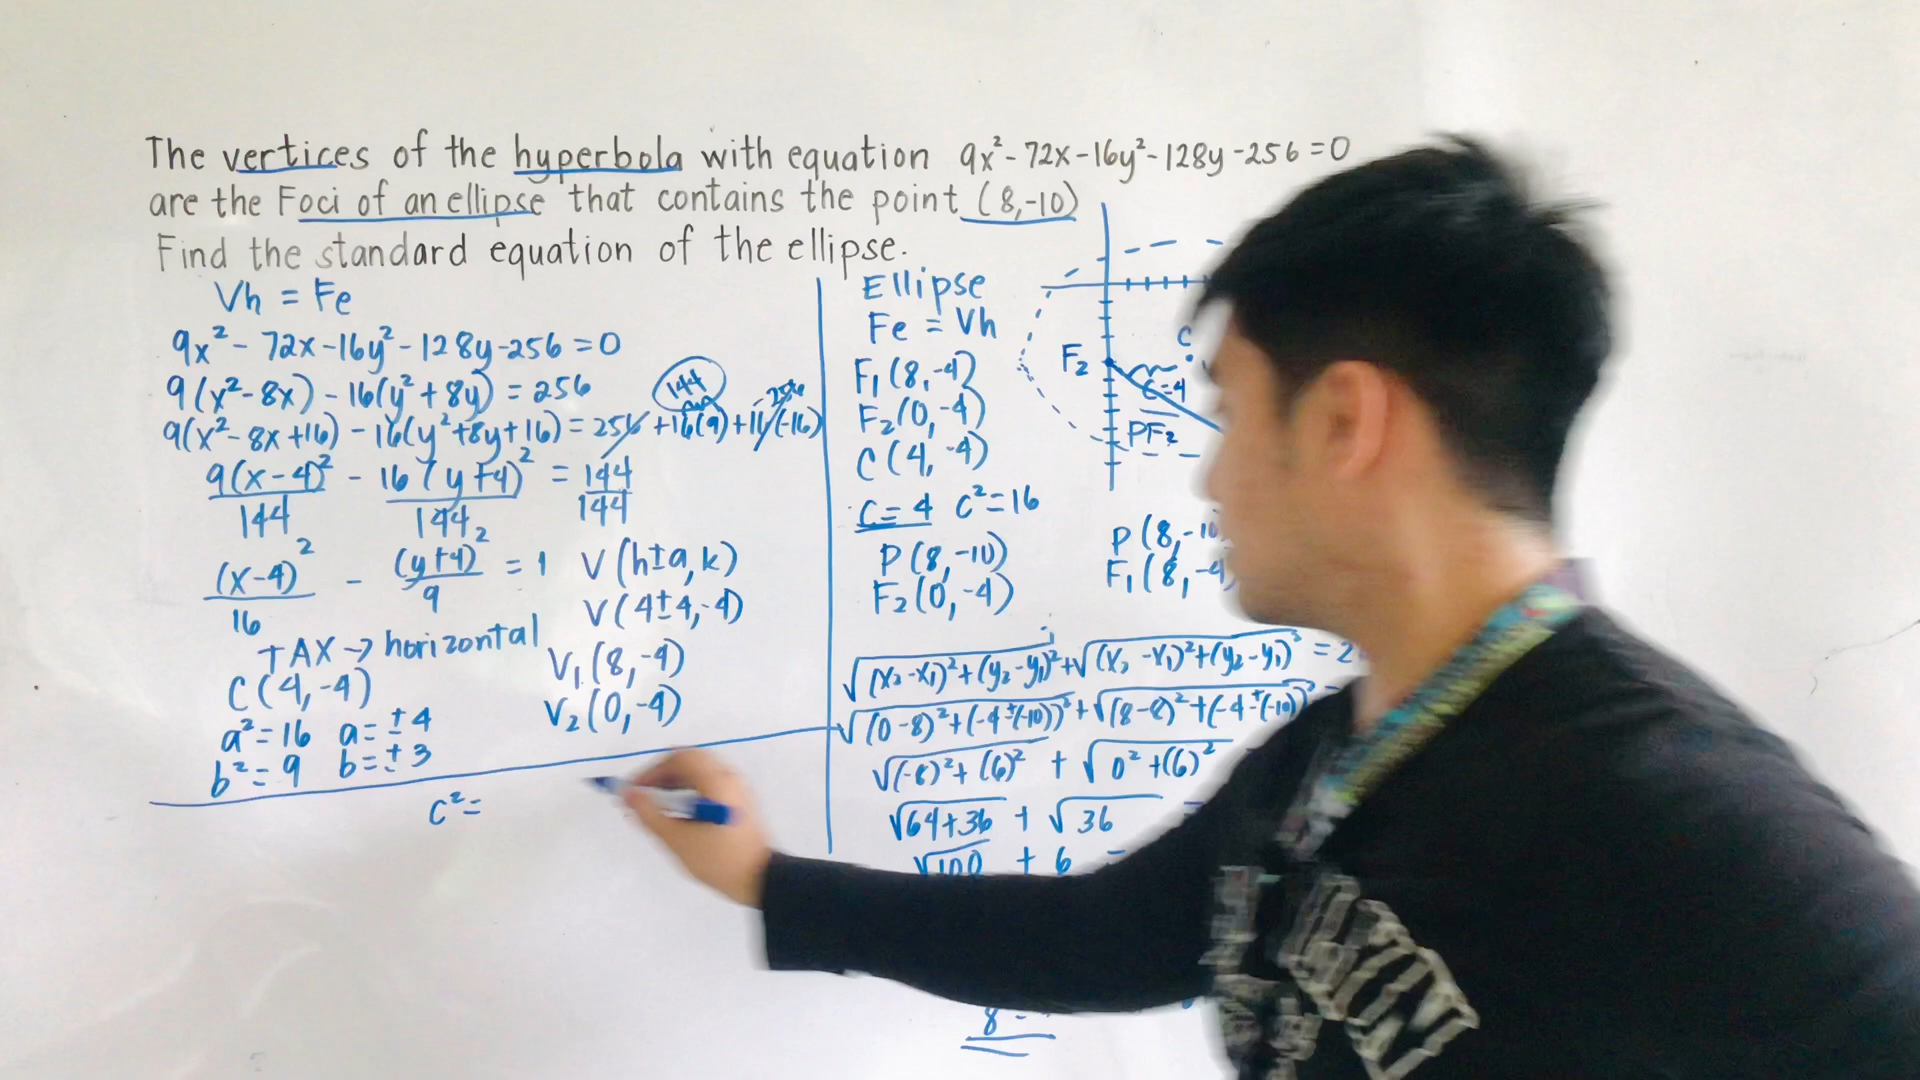 The vertices of the hyperbola with equation 9x² - 72x - 16y² - 128y - 256 = 0
are the Foci of an ellipse that contains the point (8,-10)
Find the standard equation of the ellipse.
Vh = Fe
9x² - 72x - 16y² - 128y - 256 = 0
9(x² - 8x) - 16(y² + 8y) = 256
144
-256
9(x² - 8x + 16) - 16(y² + 8y + 16) = 256 + 16(9) + 16(-16)
9(x-4)² - 16(y+4)² = 144
144 144 144
(x-4)² - (y+4)² = 1
16 9
TAX → horizontal
C(4,-4)
a² = 16 a = ±4
b² = 9 b = ±3
V(h±a, k)
V(4±4, -4)
V₁(8,-4)
V₂(0,-4)
c² =
Ellipse
Fe = Vh
F₁(8,-4)
F₂(0,-4)
C(4,-4)
c = 4 c² = 16
P(8,-10)
F₂(0,-4)
C
F₂
C=4
PF₂
P(8,-10
F₁(8,-4)
√(x₂-x₁)²+(y₂-y₁)² + √(x₂-x₁)²+(y₂-y₁)² = 2
√(0-8)²+(-4±(-10))² + √(8-8)²+(-4±(-10))² =
√(-8)²+(6)² + √0²+(6)²
√64+36 + √36 =
√100 + 6 =
8 =